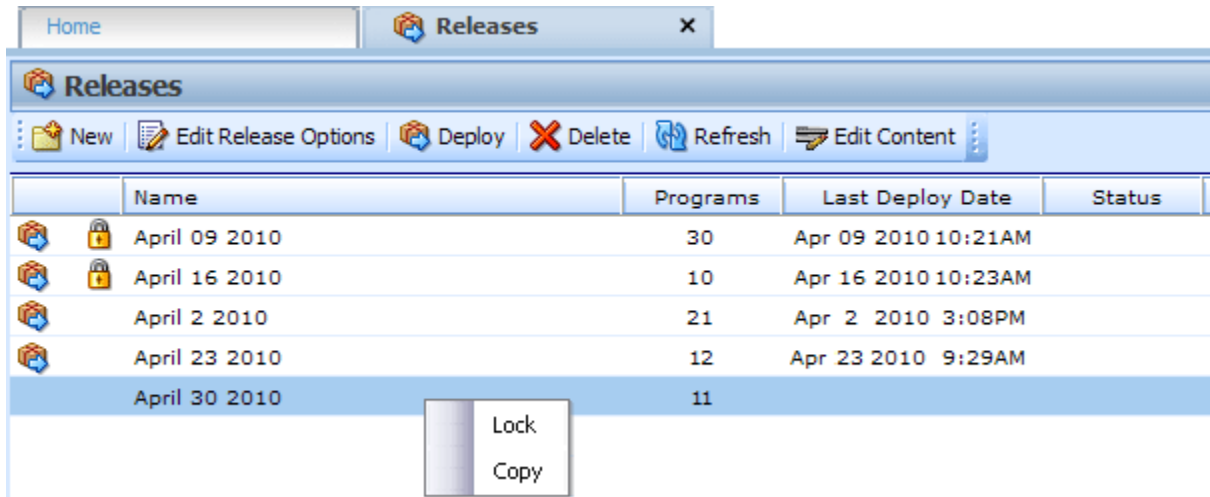 Home Releases
Releases
New Edit Release Options Deploy Delete Refresh Edit Content
Name Programs Last Deploy Date Status
April 09 2010 30 Apr 09 2010 10:21AM
April 16 2010 10 Apr 16 2010 10:23AM
April 2 2010 21 Apr 2 2010 3:08PM
April 23 2010 12 Apr 23 2010 9:29AM
April 30 2010 11
Lock
Copy